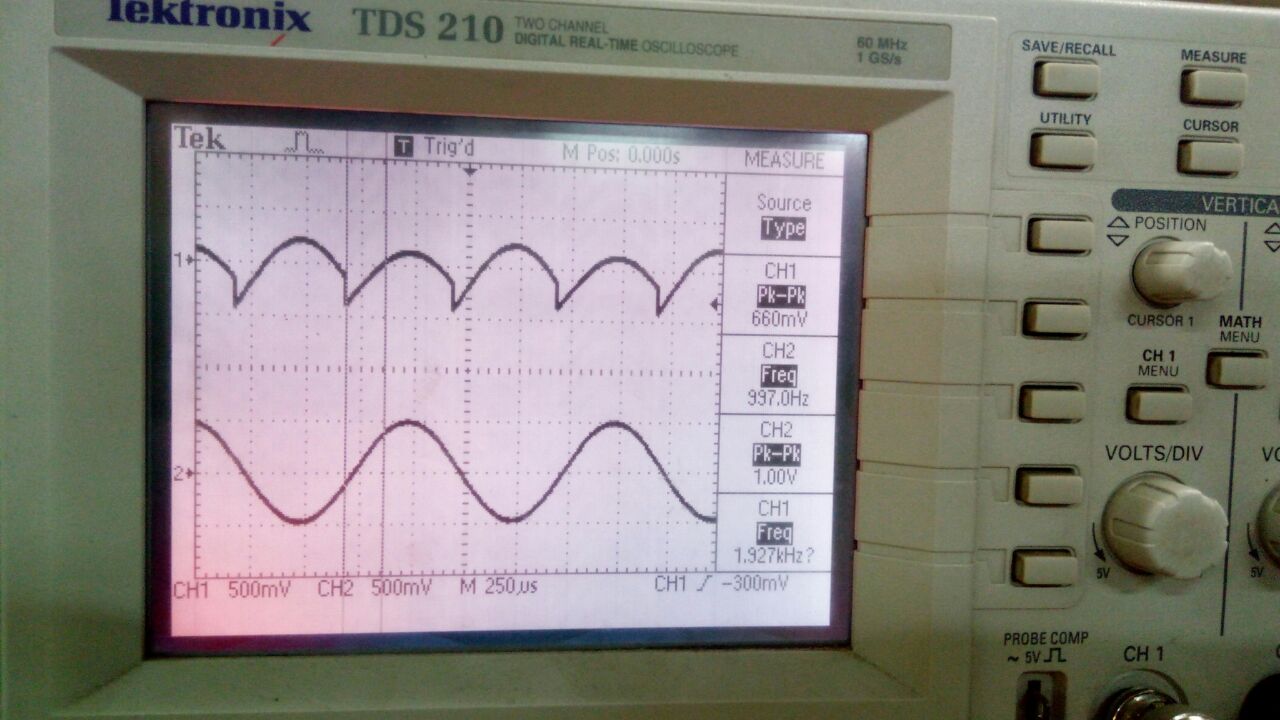 Tektronix TDS 210 TWO CHANNEL
DIGITAL REAL-TIME OSCILLOSCOPE
60 MHz
1 GS/s
Tek T Trig'd M Pos: 0.000s MEASURE
Source
Type
CH1
Pk-Pk
660mV
CH2
Freq
997.0Hz
CH2
Pk-Pk
1.00V
CH1
Freq
1.927kHz?
1
2
CH1 500mV CH2 500mV M 250µs CH1 -300mV
SAVE/RECALL MEASURE
UTILITY CURSOR
POSITION
CURSOR 1
MATH
MENU
CH 1
MENU
VOLTS/DIV
5V 5V
PROBE COMP
~ 5V
CH 1